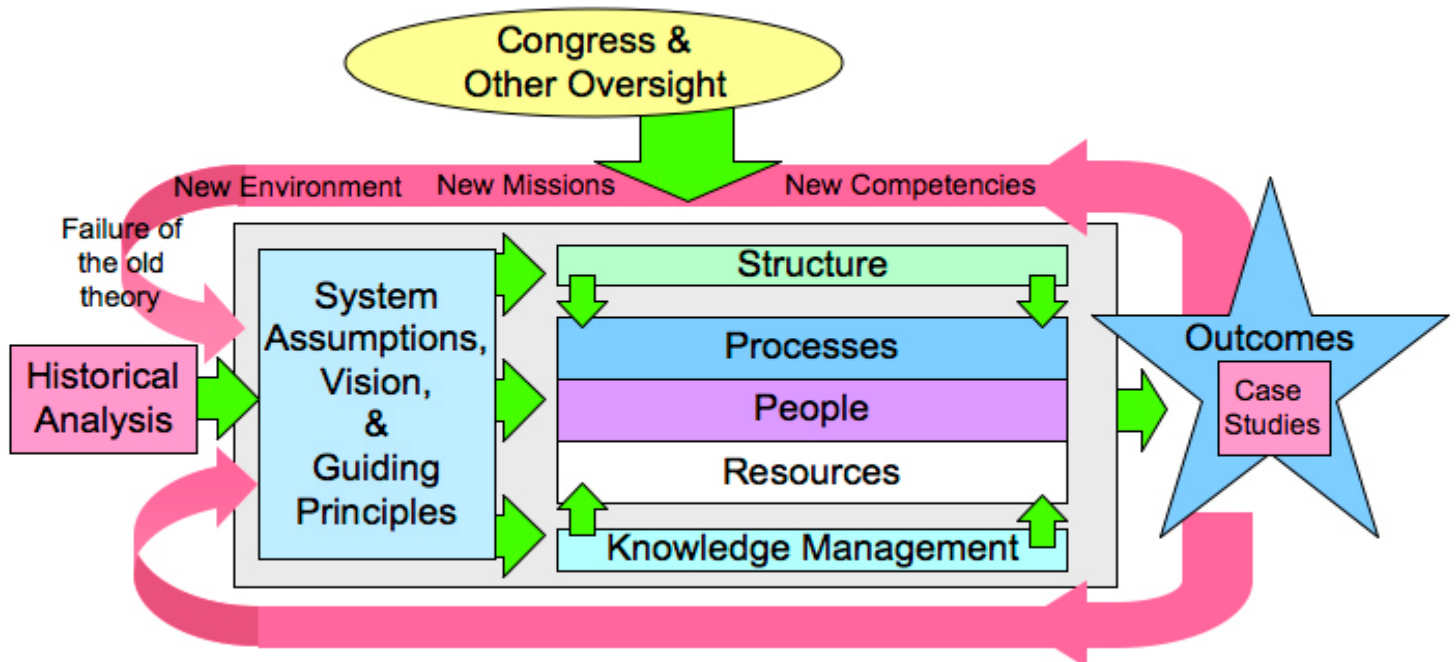 Congress &
Other Oversight
New Environment
New Missions
New Competencies
Failure of
the old
theory
Historical
Analysis
System
Assumptions,
Vision,
&
Guiding
Principles
Structure
Processes
People
Resources
Knowledge Management
Outcomes
Case
Studies